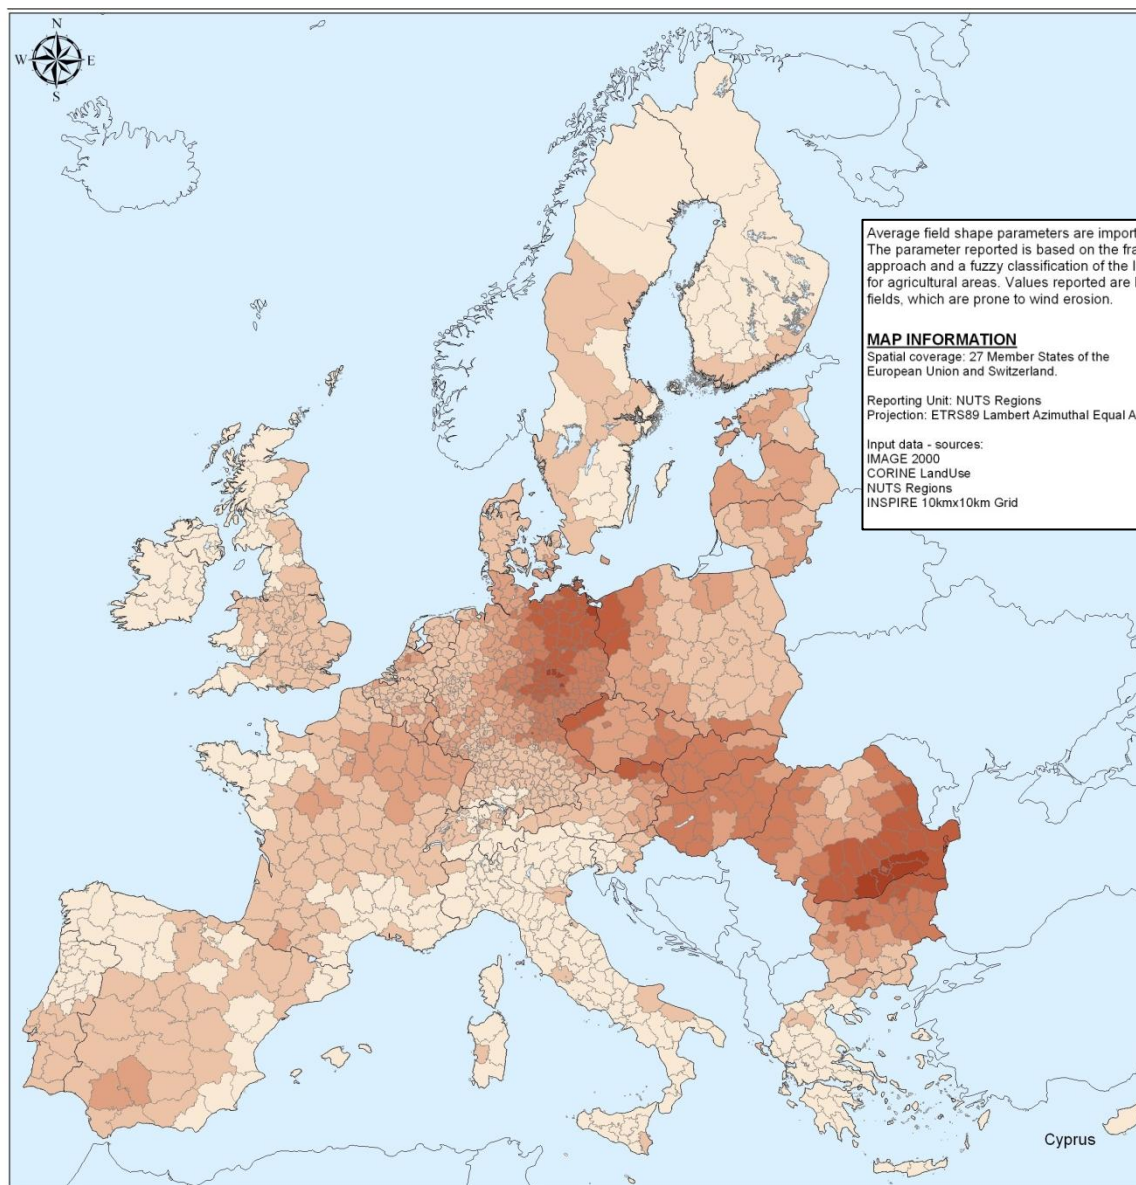 N
W E
S
Average field shape parameters are import
The parameter reported is based on the fra
approach and a fuzzy classification of the l
for agricultural areas. Values reported are
fields, which are prone to wind erosion.
MAP INFORMATION
Spatial coverage: 27 Member States of the
European Union and Switzerland.
Reporting Unit: NUTS Regions
Projection: ETRS89 Lambert Azimuthal Equal A
Input data - sources:
IMAGE 2000
CORINE LandUse
NUTS Regions
INSPIRE 10kmx10km Grid
Cyprus